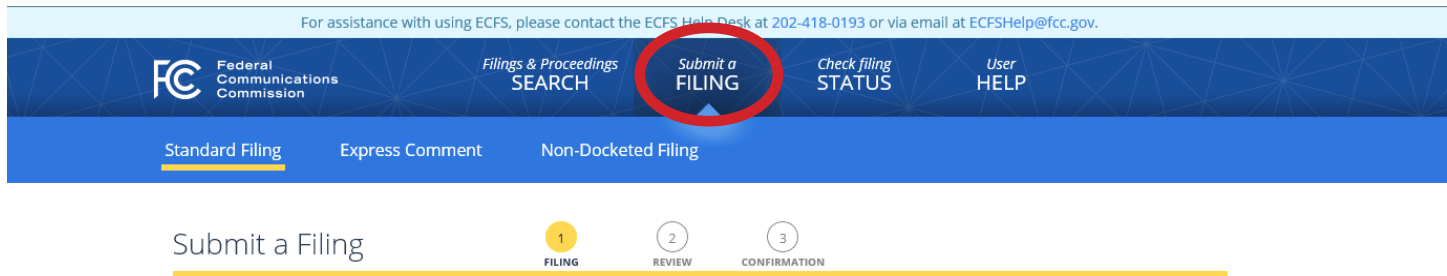 For assistance with using ECFS, please contact the ECFS Help Desk at 202-418-0193 or via email at ECFSHelp@fcc.gov.
FC Federal Communications Commission
Filings & Proceedings SEARCH
Submit a FILING
Check filing STATUS
User HELP
Standard Filing Express Comment Non-Docketed Filing
Submit a Filing
1 FILING
2 REVIEW
3 CONFIRMATION